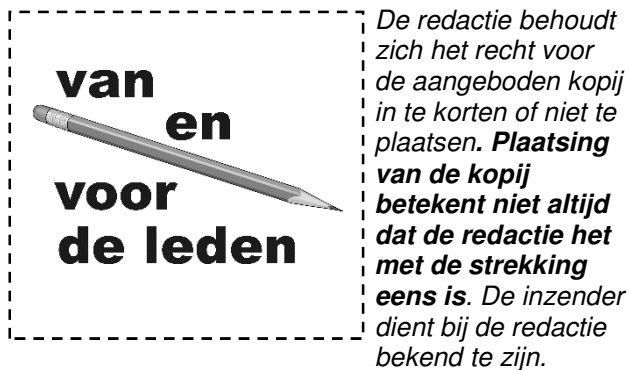 van
en
voor
de leden
De redactie behoudt
zich het recht voor
de aangeboden kopij
in te korten of niet te
plaatsen. Plaatsing
van de kopij
betekent niet altijd
dat de redactie het
met de strekking
eens is. De inzender
dient bij de redactie
bekend te zijn.